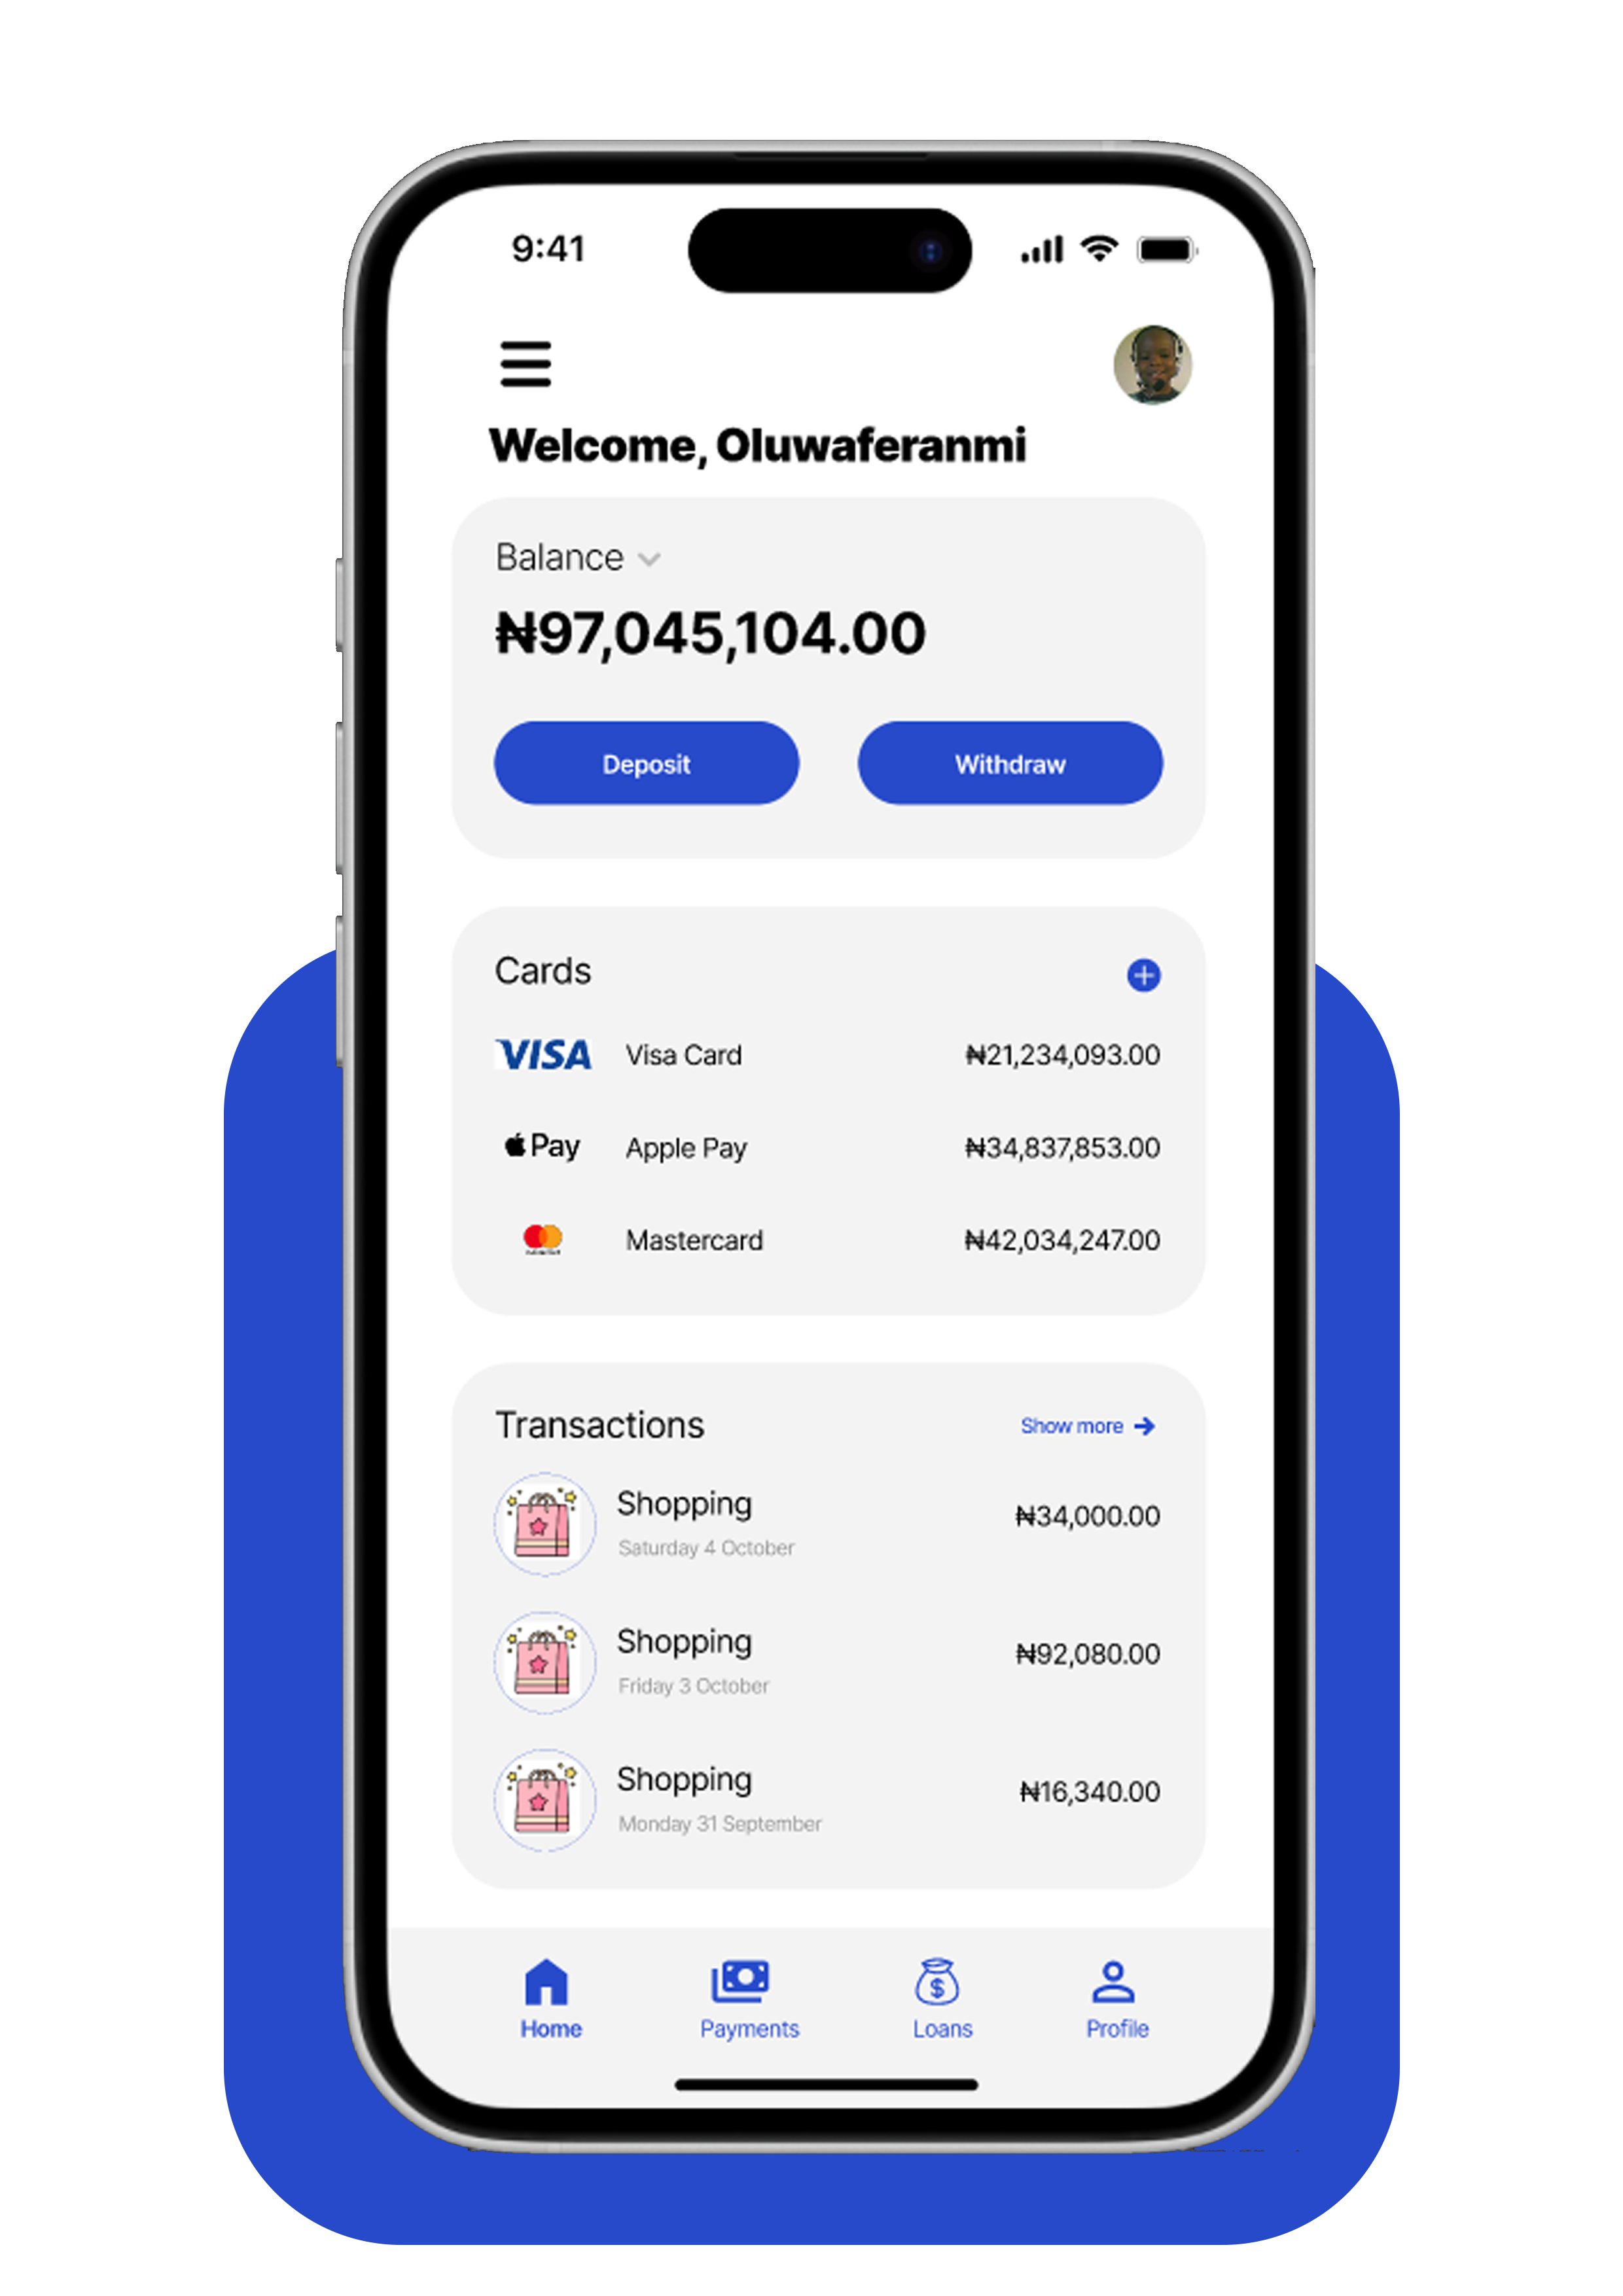 9:41
Welcome, Oluwaferanmi
Balance
₦97,045,104.00
Deposit Withdraw
Cards
VISA Visa Card ₦21,234,093.00
Pay Apple Pay ₦34,837,853.00
Mastercard ₦42,034,247.00
Transactions Show more
Shopping ₦34,000.00
Saturday 4 October
Shopping ₦92,080.00
Friday 3 October
Shopping ₦16,340.00
Monday 31 September
Home Payments Loans Profile